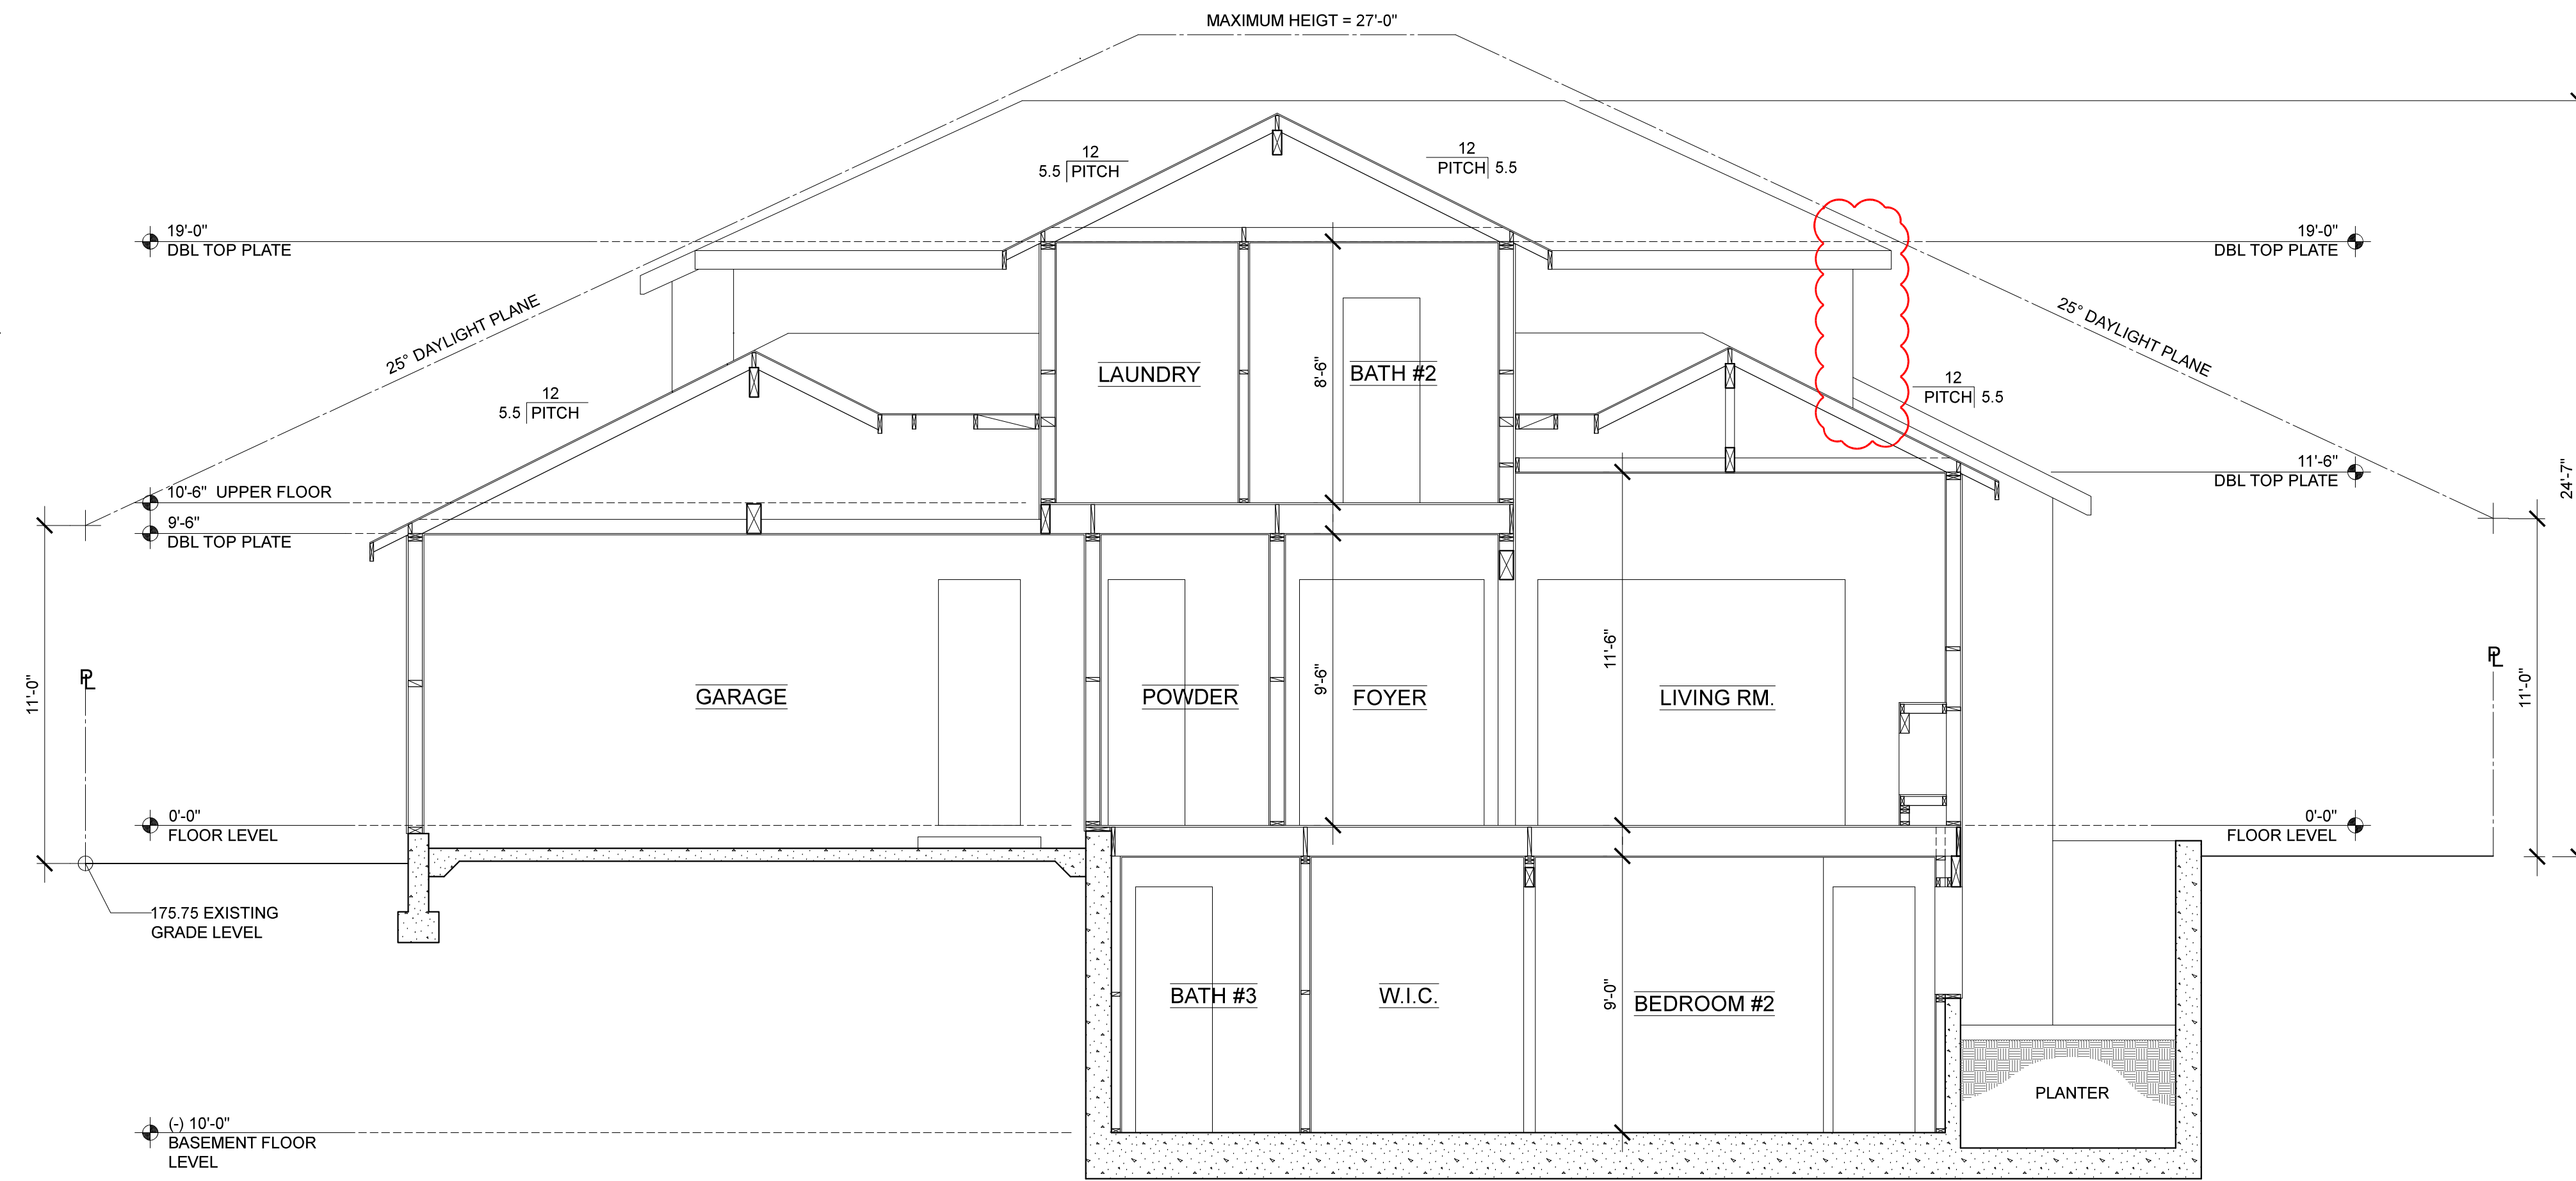 MAXIMUM HEIGT = 27'-0"
12
5.5 PITCH
12
PITCH 5.5
19'-0"
DBL TOP PLATE
19'-0"
DBL TOP PLATE
25° DAYLIGHT PLANE
25° DAYLIGHT PLANE
LAUNDRY
8'-6"
BATH #2
12
5.5 PITCH
12
PITCH 5.5
11'-6"
DBL TOP PLATE
24'-7"
10'-6" UPPER FLOOR
9'-6"
DBL TOP PLATE
PL
11'-0"
GARAGE
POWDER
9'-6"
FOYER
11'-6"
LIVING RM.
PL
11'-0"
0'-0"
FLOOR LEVEL
0'-0"
FLOOR LEVEL
175.75 EXISTING
GRADE LEVEL
BATH #3
W.I.C.
9'-0"
BEDROOM #2
PLANTER
(-) 10'-0"
BASEMENT FLOOR
LEVEL